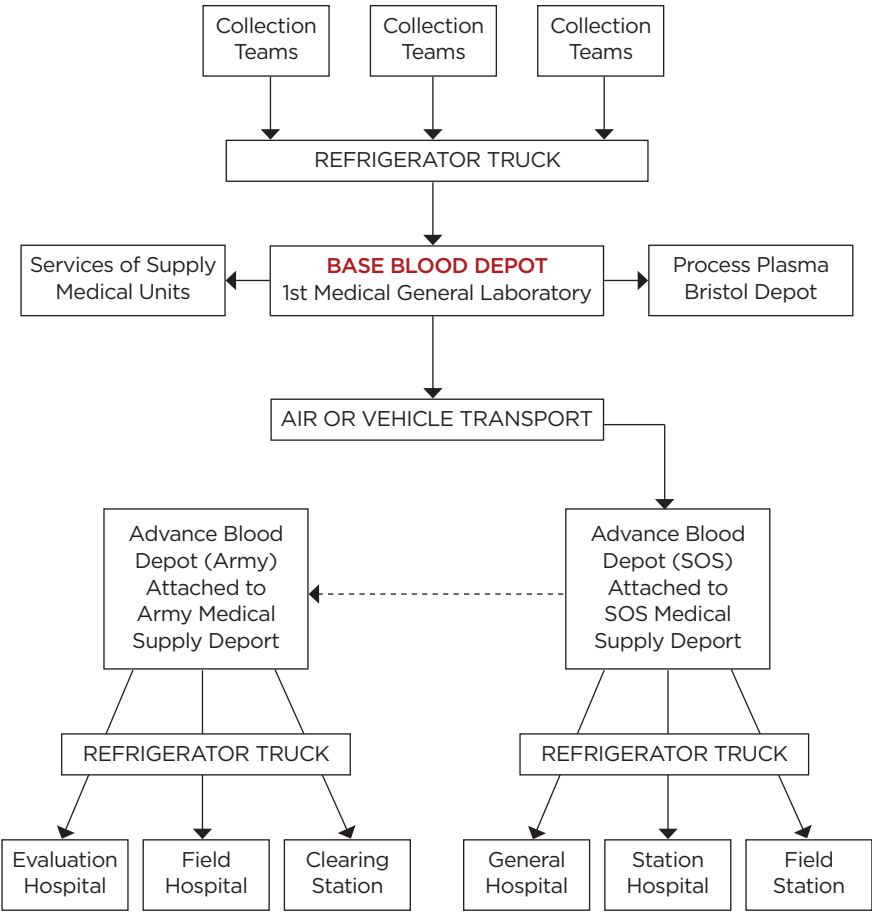 Collection
Teams
Collection
Teams
Collection
Teams
REFRIGERATOR TRUCK
Services of Supply
Medical Units
BASE BLOOD DEPOT
1st Medical General Laboratory
Process Plasma
Bristol Depot
AIR OR VEHICLE TRANSPORT
Advance Blood
Depot (Army)
Attached to
Army Medical
Supply Deport
Advance Blood
Depot (SOS)
Attached to
SOS Medical
Supply Deport
REFRIGERATOR TRUCK
REFRIGERATOR TRUCK
Evaluation
Hospital
Field
Hospital
Clearing
Station
General
Hospital
Station
Hospital
Field
Station